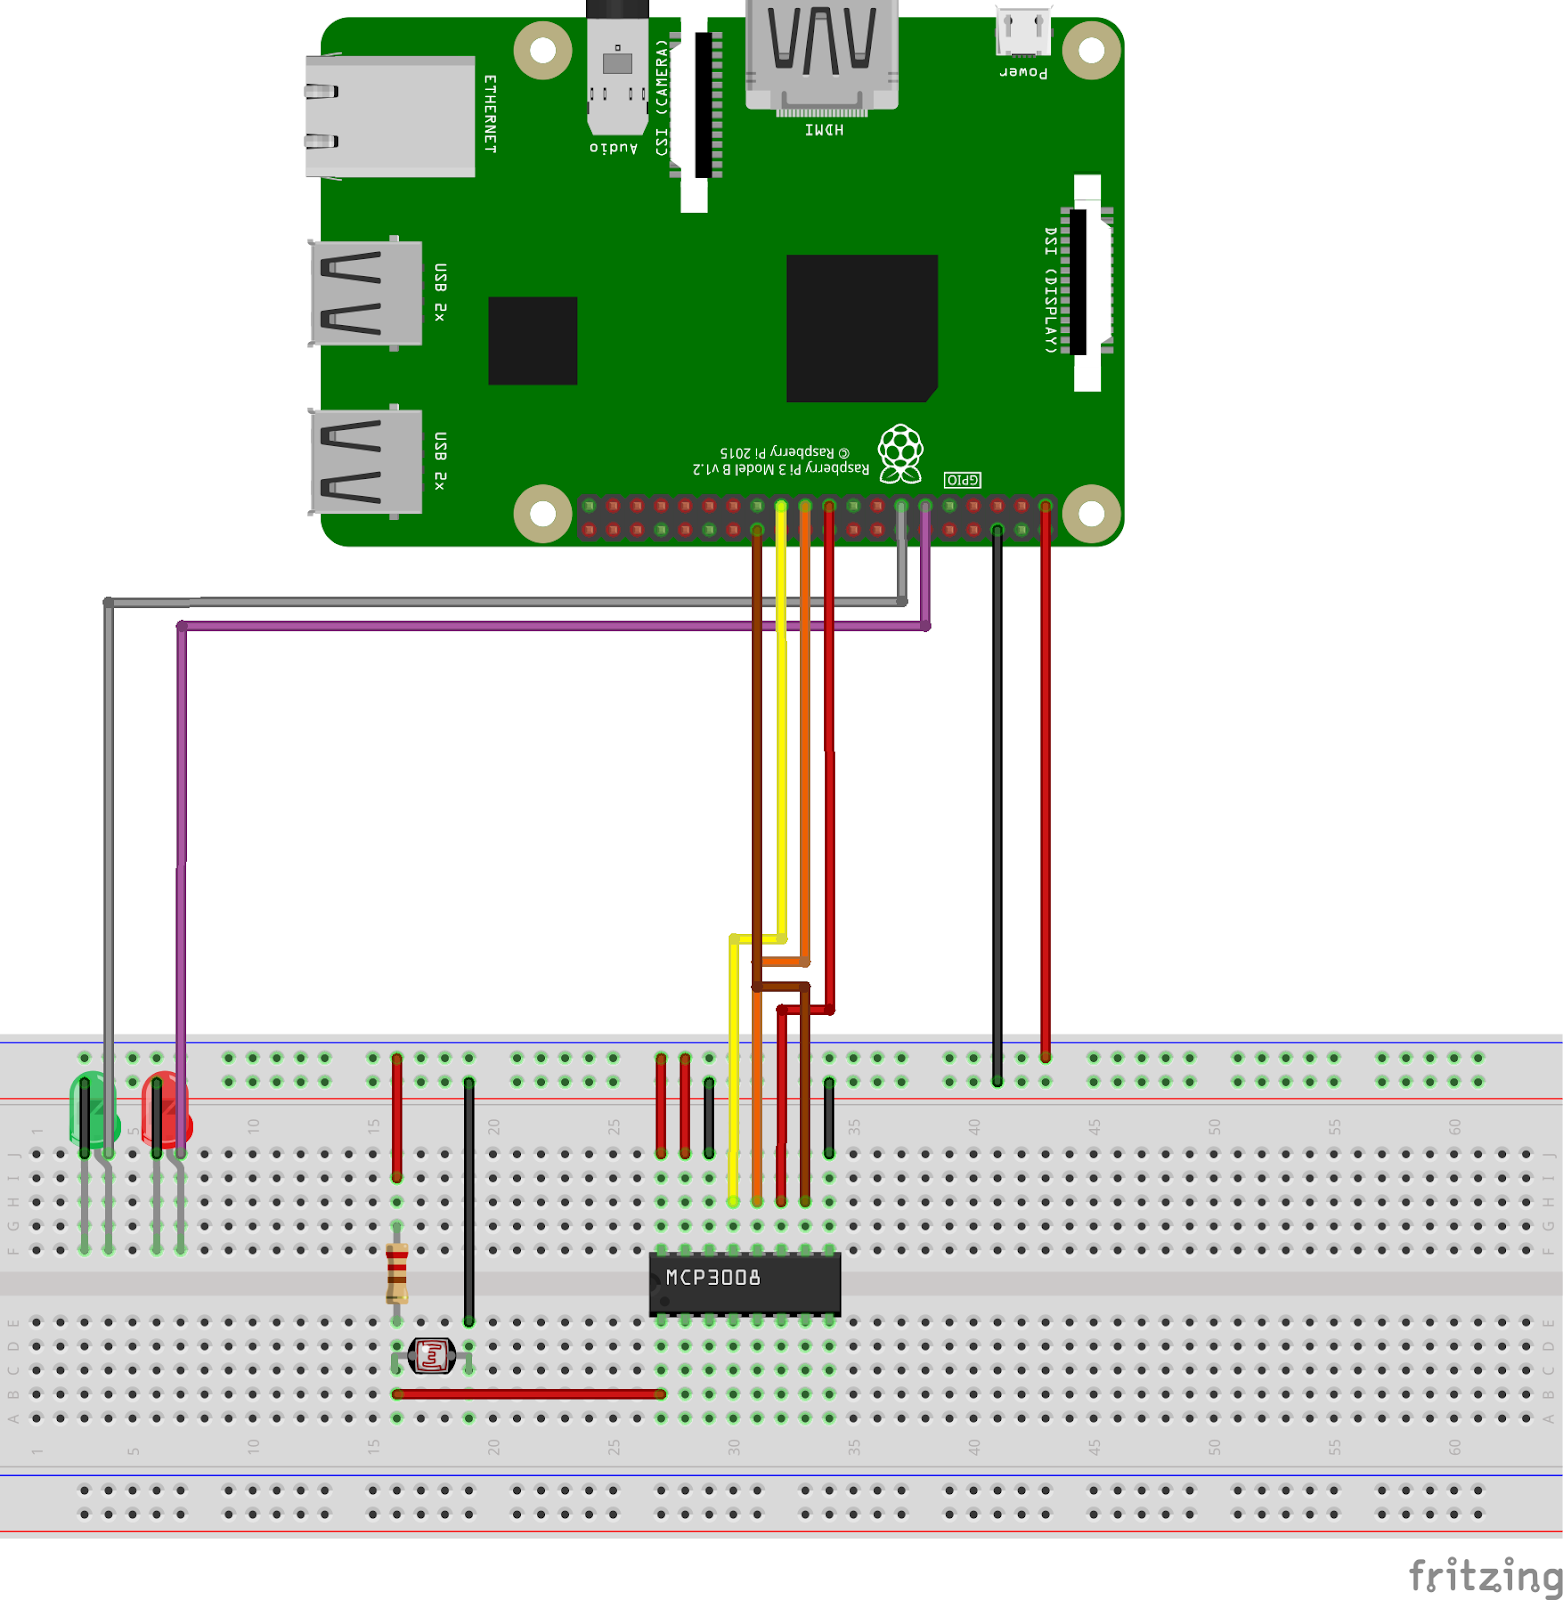 ETHERNET
Audio
CSI (CAMERA)
HDMI
Power
USB 2x
DSI (DISPLAY)
USB 2x
© Raspberry Pi 2015
Raspberry Pi 3 Model B v1.2
GPIO
1 5 10 15 20 25 35 40 45 50 55 60
J J
I I
H H
G G
F F
MCP3008
E E
D D
C C
B B
A A
1 5 10 15 20 25 30 35 40 45 50 55 60
fritzing